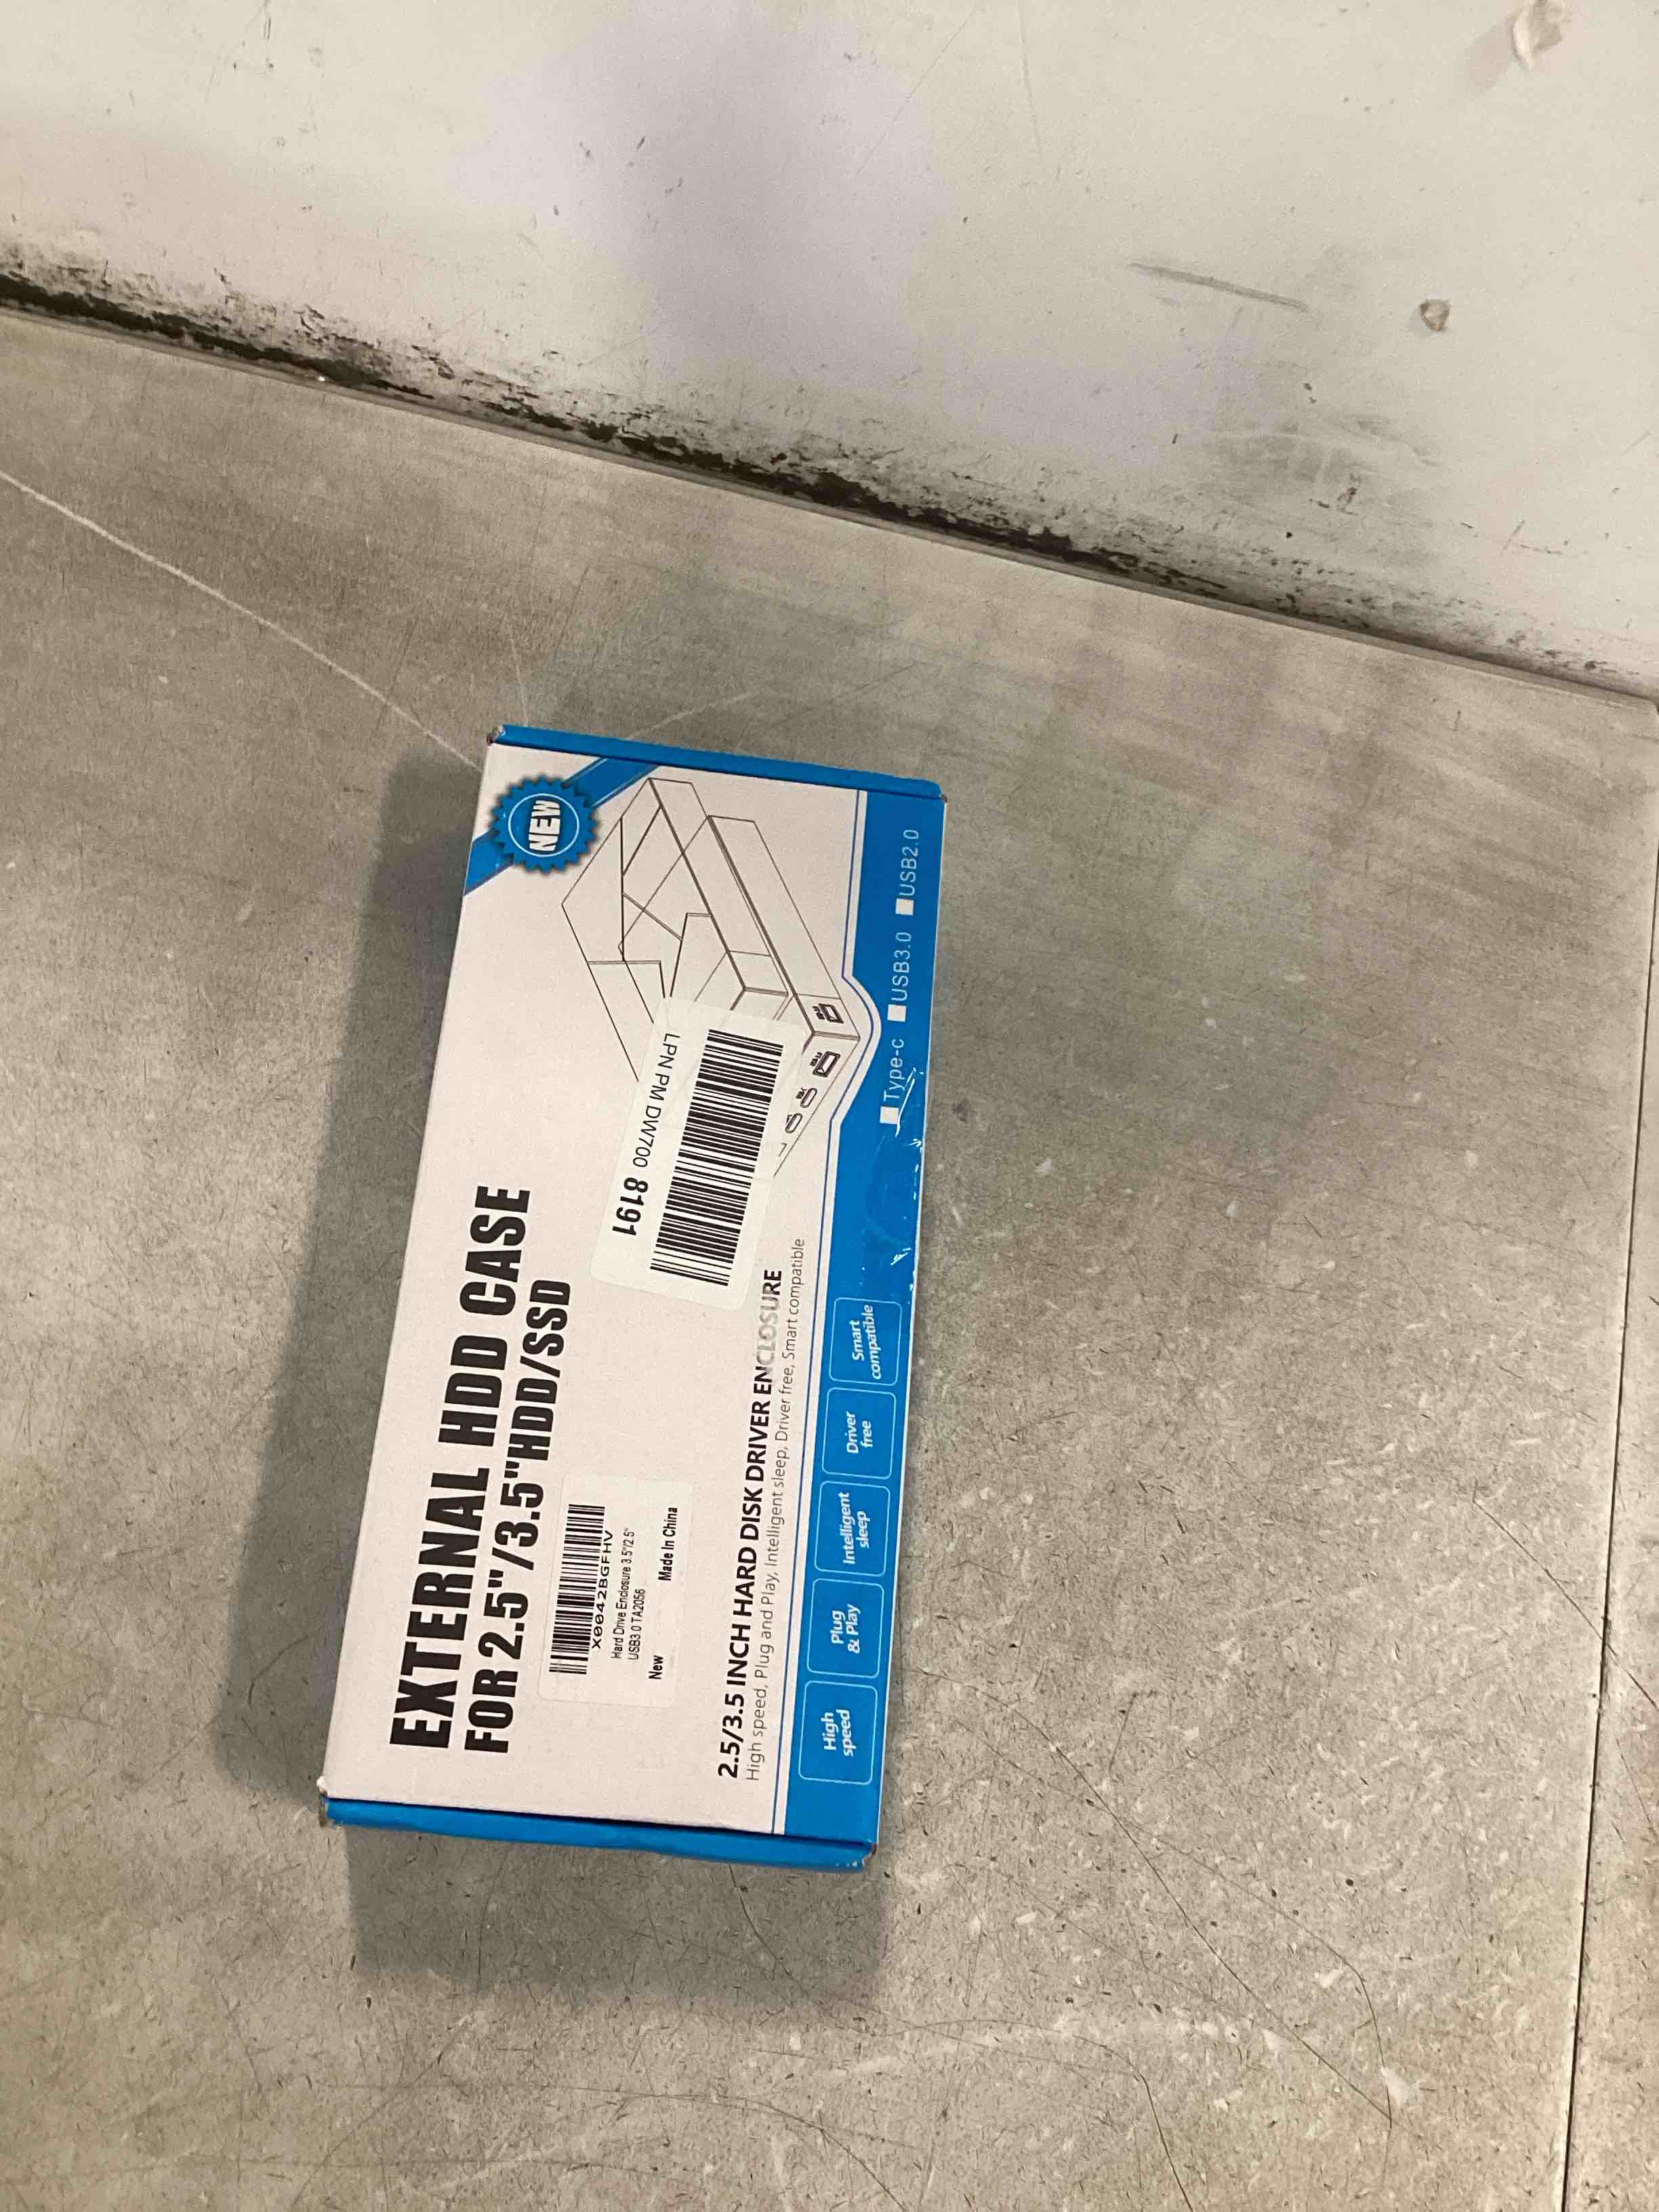 EXTERNAL HDD CASE
FOR 2.5"/3.5"HDD/SSD
NEW
X0042BGFHV
Hard Drive Enclosure 3.5"/2.5"
USB3.0 TA2056
New
Made In China
LPN PM DW700 8191
2.5/3.5 INCH HARD DISK DRIVER ENCLOSURE
High speed, Plug and Play, Intelligent sleep, Driver free, Smart compatible
High
speed
Plug
& Play
Intelligent
sleep
Driver
free
Smart
compatible
Type-c USB3.0 USB2.0